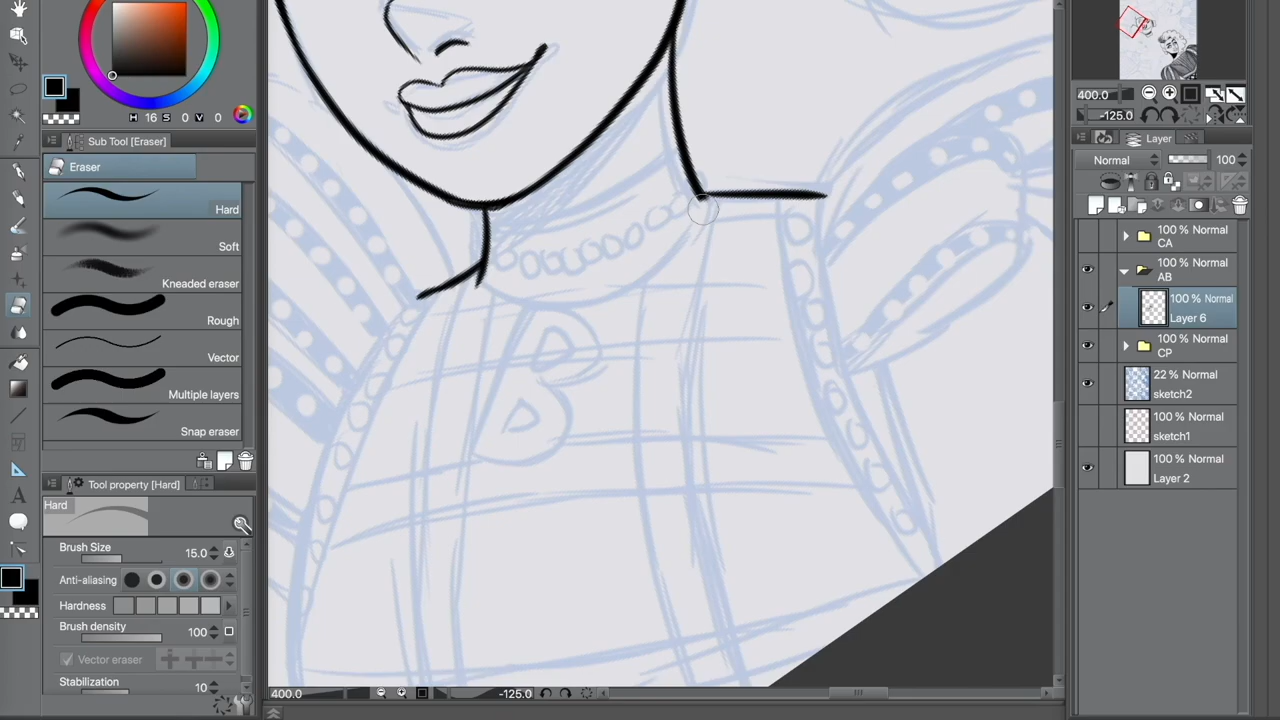 H 16 S 0 V 0
Sub Tool [Eraser]
Eraser
Hard
Soft
Kneaded eraser
Rough
Vector
Multiple layers
Snap eraser
Tool property [Hard]
Hard
Brush Size 15.0
Anti-aliasing
Hardness
Brush density 100
Vector eraser
Stabilization 10
B
400.0 -125.0
400.0
-125.0
Layer
Normal 100
100 % Normal
CA
100 % Normal
AB
100 % Normal
Layer 6
100 % Normal
CP
22 % Normal
sketch2
100 % Normal
sketch1
100 % Normal
Layer 2